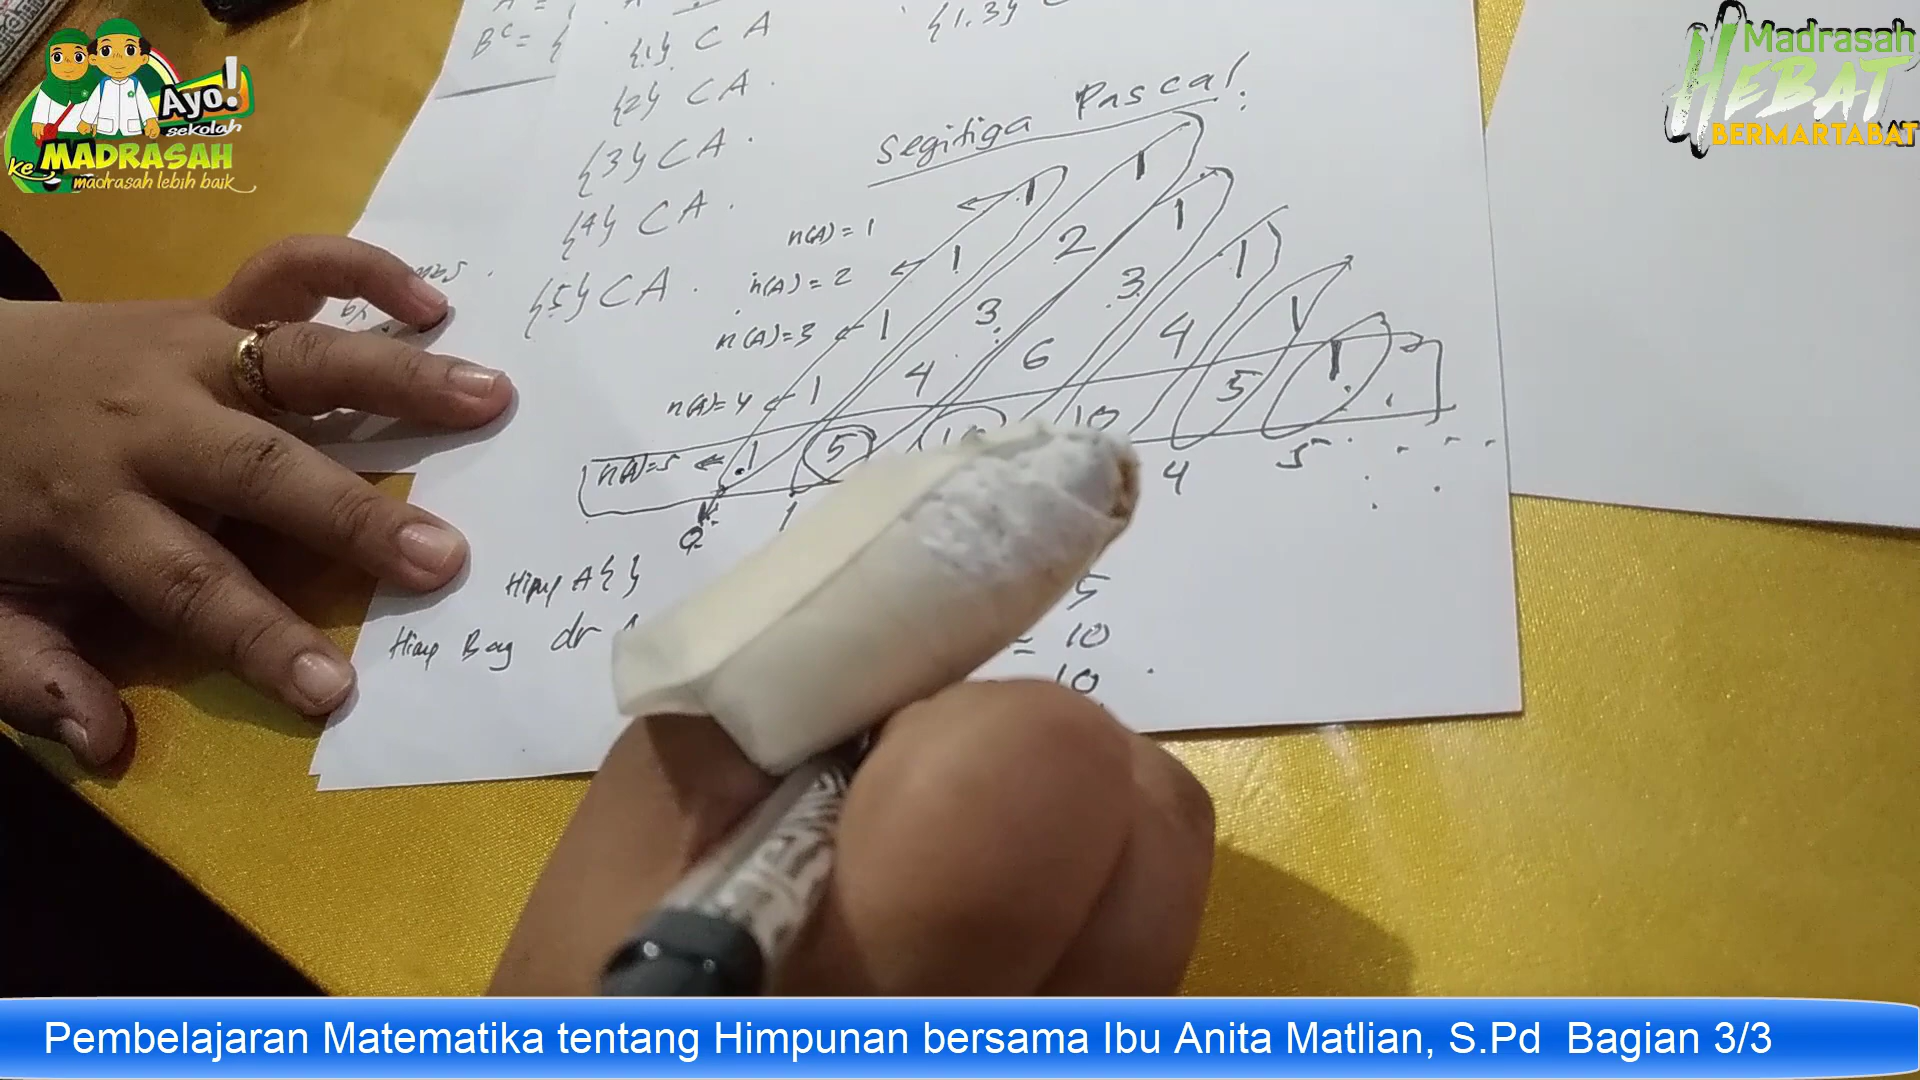 Ayo!
sekolah
ke MADRASAH
madrasah lebih baik
Madrasah
HEBAT
BERMARTABAT
B^c = {
{1} C A
{1.3} C
{2} C A .
{3} C A .
{4} C A .
{5} C A .
Segitiga Pascal :
n(A) = 1 1 1
n(A) = 2 1 2 1
n(A) = 3 1 3 3 1
n(A) = 4 1 4 6 4 1
n(A) = 5 1 5 10 10 5 1
0 1 4 5
Himp A { }
5
Himp Bag dr
= 10
10
Pembelajaran Matematika tentang Himpunan bersama Ibu Anita Matlian, S.Pd Bagian 3/3